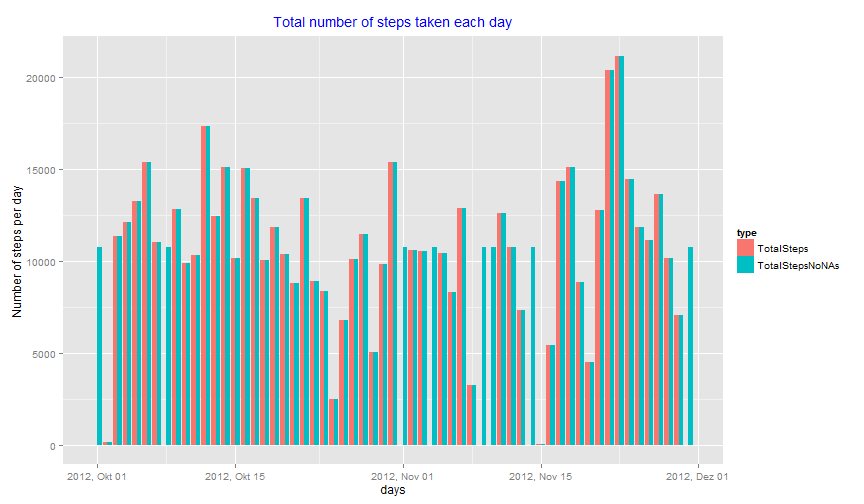 Total number of steps taken each day
Number of steps per day
20000
15000
10000
5000
0
2012, Okt 01
2012, Okt 15
2012, Nov 01
2012, Nov 15
2012, Dez 01
days
type
TotalSteps
TotalStepsNoNAs